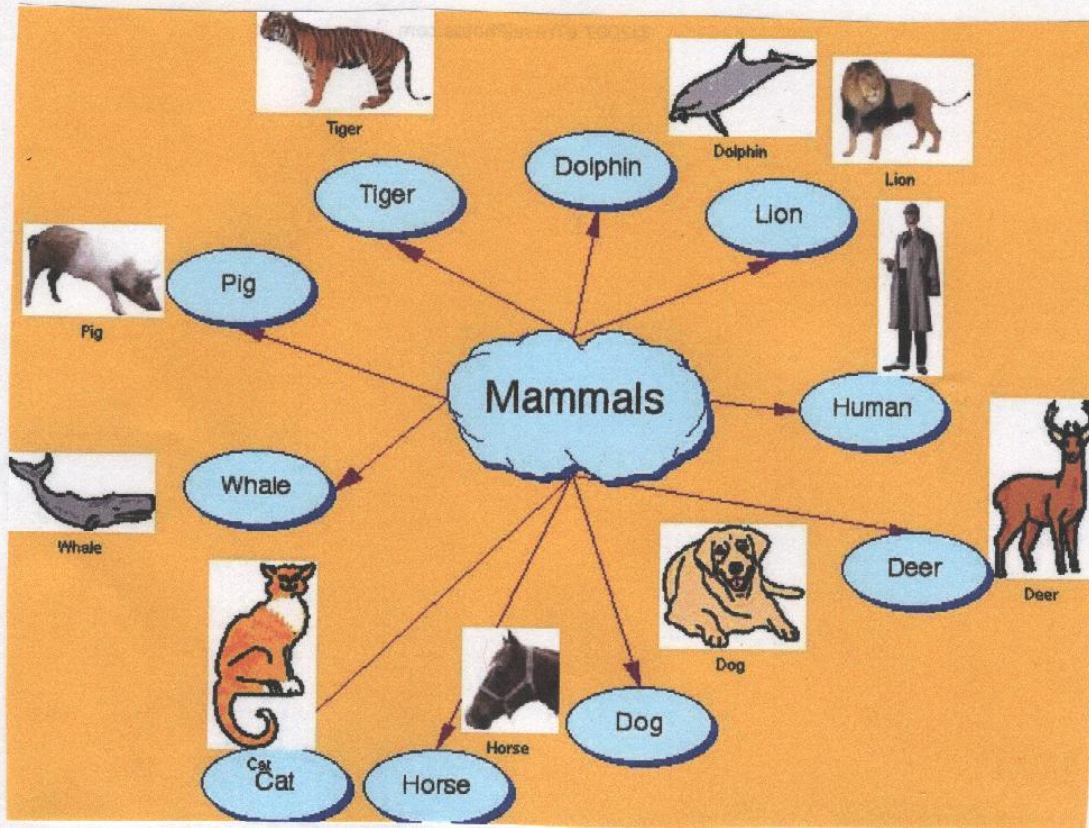 Tiger
Dolphin
Lion
Tiger
Dolphin
Lion
Pig
Pig
Mammals
Human
Whale
Whale
Deer
Deer
Dog
Dog
Horse
Horse
Cat
Cat